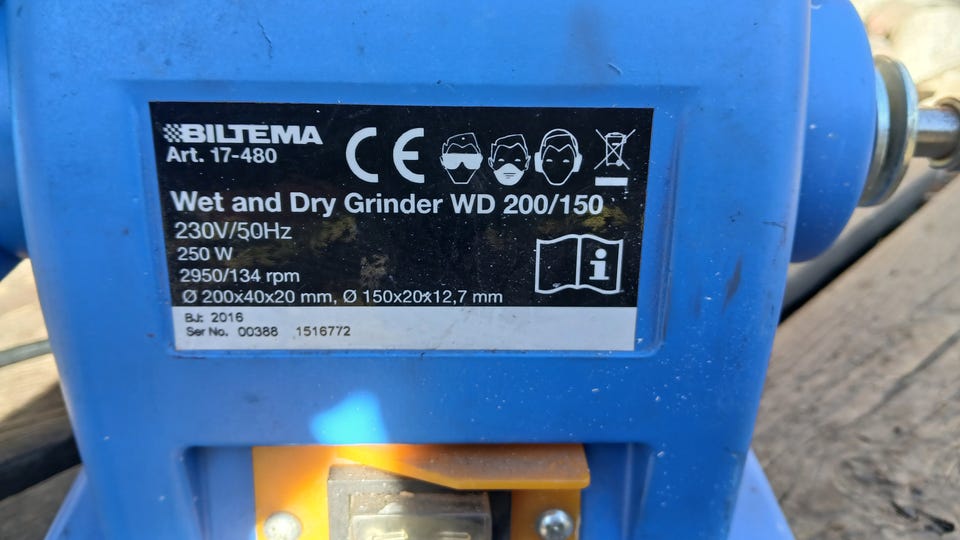 BILTEMA
Art. 17-480
CE
Wet and Dry Grinder WD 200/150
230V/50Hz
250 W
2950/134 rpm
Ø 200x40x20 mm, Ø 150x20x12,7 mm
i
BJ: 2016
Ser No. 00388 1516772